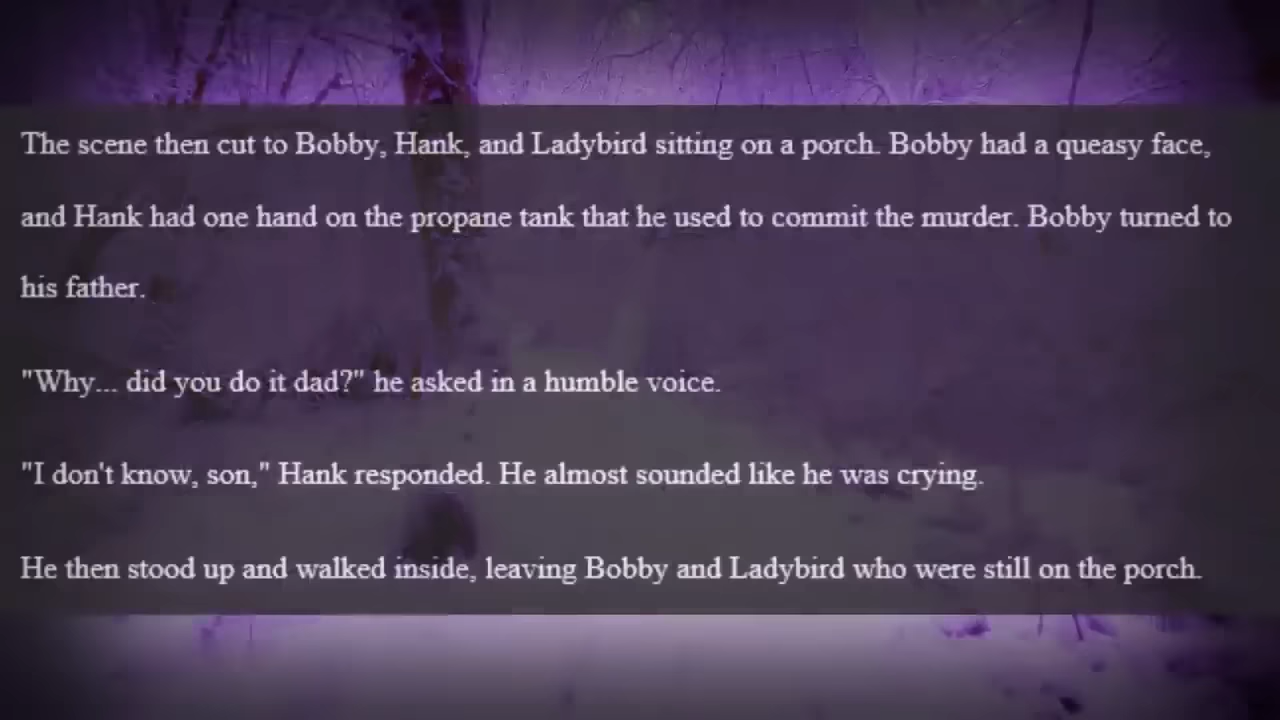 The scene then cut to Bobby, Hank, and Ladybird sitting on a porch. Bobby had a queasy face,
and Hank had one hand on the propane tank that he used to commit the murder. Bobby turned to
his father.
"Why... did you do it dad?" he asked in a humble voice.
"I don't know, son," Hank responded. He almost sounded like he was crying.
He then stood up and walked inside, leaving Bobby and Ladybird who were still on the porch.